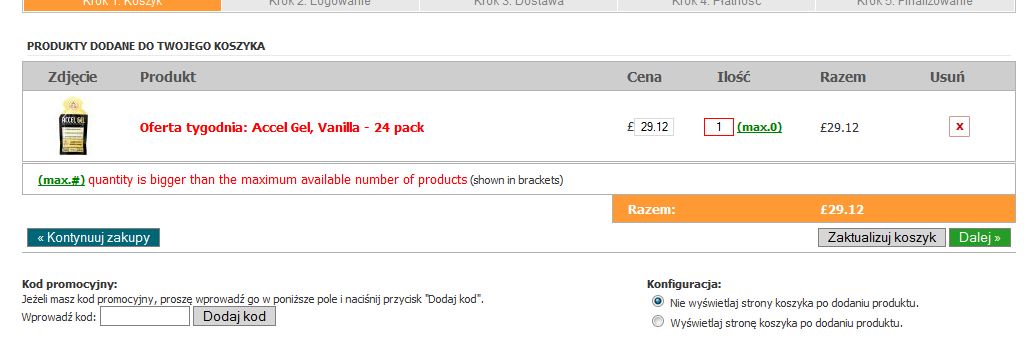 Krok 1. Koszyk Krok 2. Logowanie Krok 3. Dostawa Krok 4. Płatność Krok 5. Finalizowanie
PRODUKTY DODANE DO TWOJEGO KOSZYKA
Zdjęcie Produkt Cena Ilość Razem Usuń
ACCEL GEL
Oferta tygodnia: Accel Gel, Vanilla - 24 pack £ 29.12 1 (max.0) £29.12 x
(max.#) quantity is bigger than the maximum available number of products (shown in brackets)
Razem: £29.12
« Kontynuuj zakupy Zaktualizuj koszyk Dalej »
Kod promocyjny: Konfiguracja:
Jeżeli masz kod promocyjny, proszę wprowadź go w poniższe pole i naciśnij przycisk "Dodaj kod". Nie wyświetlaj strony koszyka po dodaniu produktu.
Wprowadź kod: Dodaj kod Wyświetlaj stronę koszyka po dodaniu produktu.